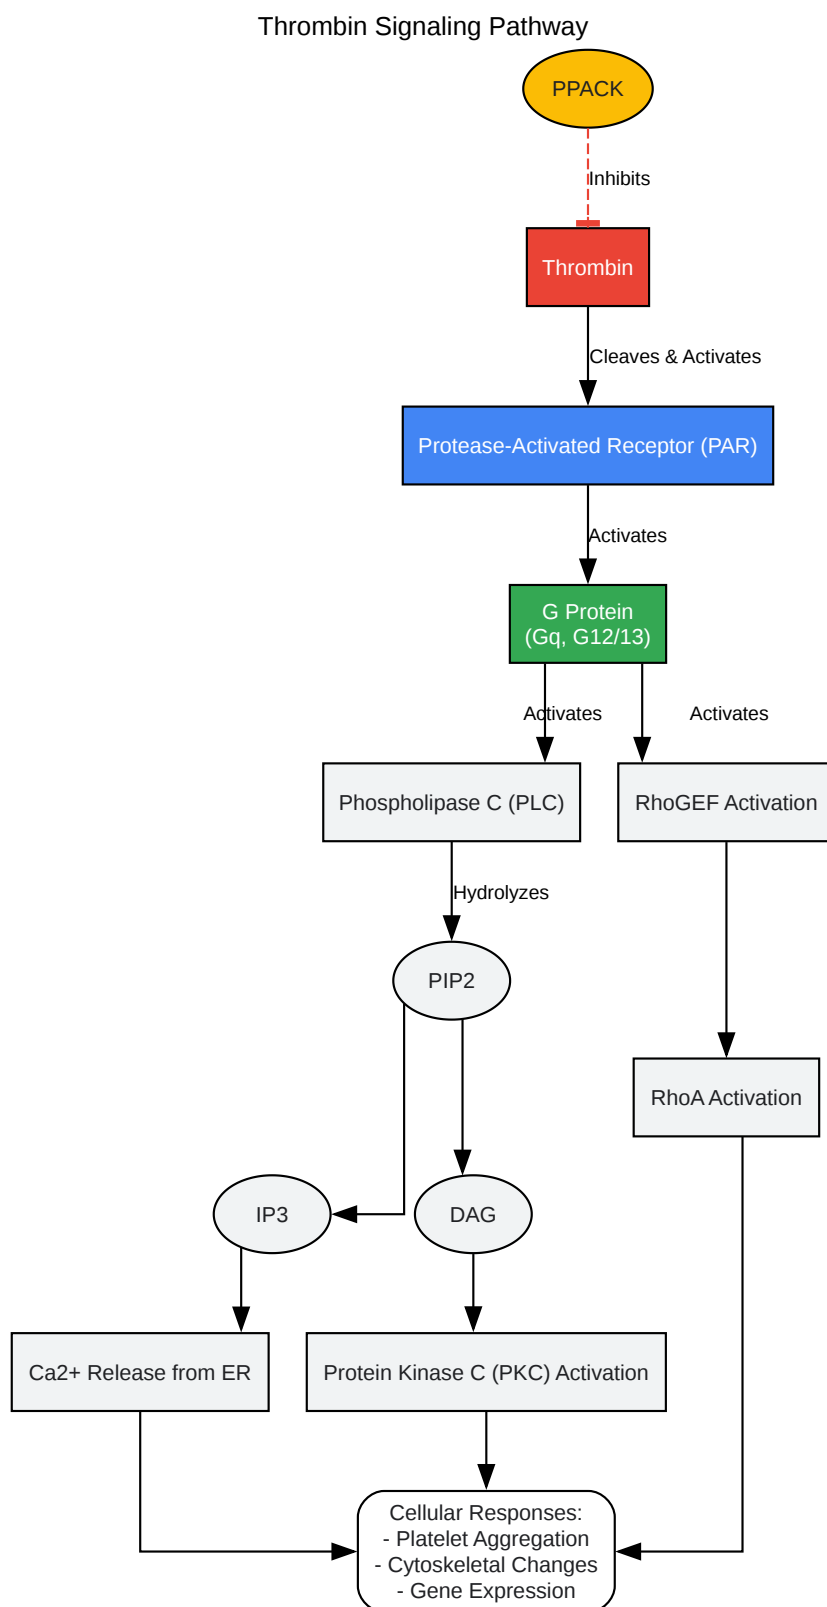 Thrombin Signaling Pathway
PPACK
Inhibits
Thrombin
Cleaves & Activates
Protease-Activated Receptor (PAR)
Activates
G Protein
(Gq, G12/13)
Activates
Activates
Phospholipase C (PLC)
RhoGEF Activation
Hydrolyzes
PIP2
RhoA Activation
IP3
DAG
Ca2+ Release from ER
Protein Kinase C (PKC) Activation
Cellular Responses:
- Platelet Aggregation
- Cytoskeletal Changes
- Gene Expression